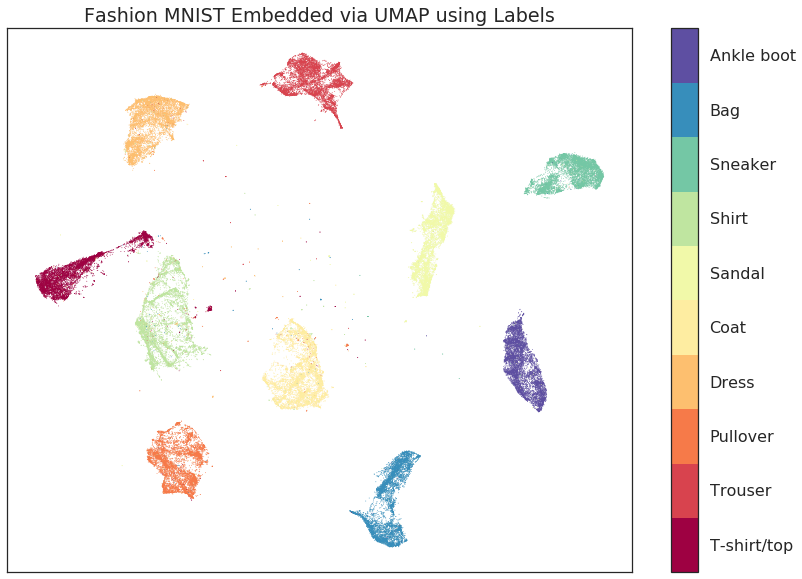 Fashion MNIST Embedded via UMAP using Labels
Ankle boot
Bag
Sneaker
Shirt
Sandal
Coat
Dress
Pullover
Trouser
T-shirt/top